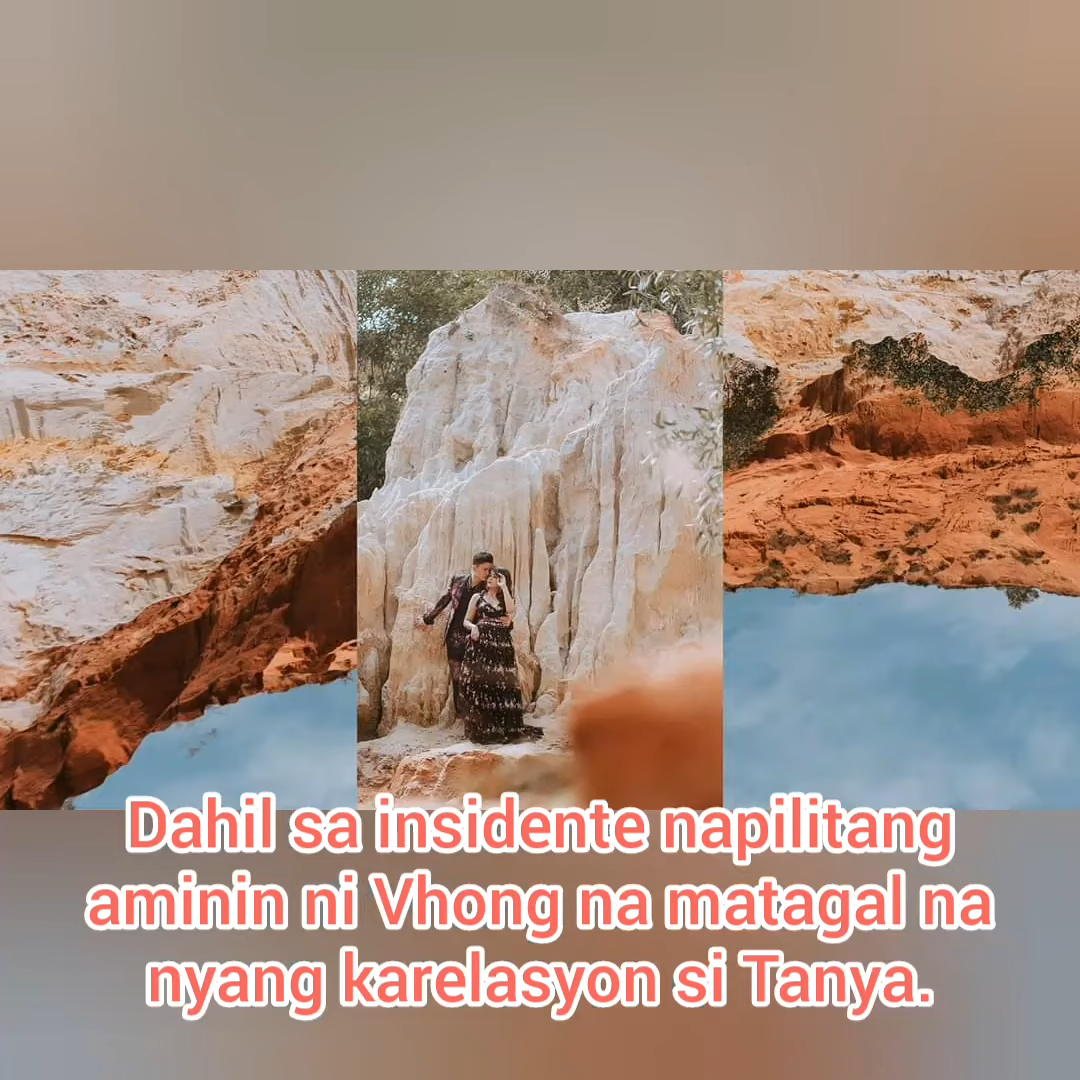 Dahil sa insidente napilitang
aminin ni Vhong na matagal na
nyang karelasyon si Tanya.